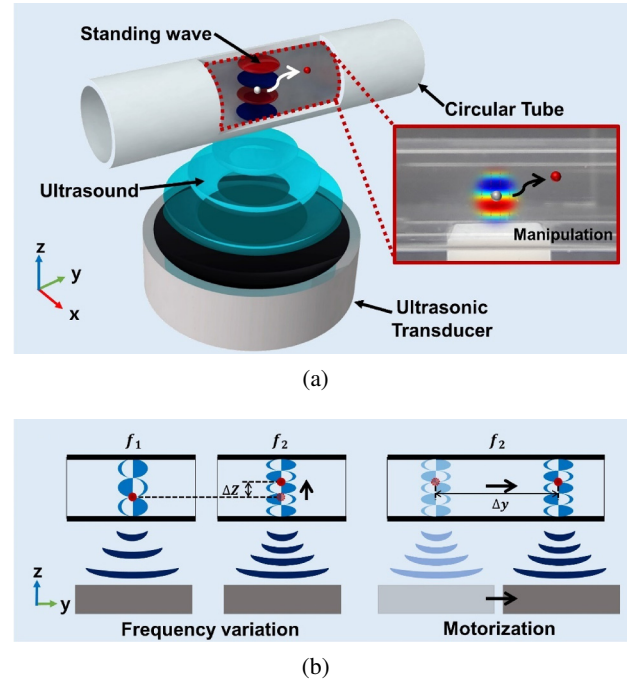 Standing wave
Circular Tube
Ultrasound
Manipulation
z
y
x
Ultrasonic
Transducer
(a)
f₁
f₂
f₂
ΔZ
Δy
z
y
Frequency variation
Motorization
(b)